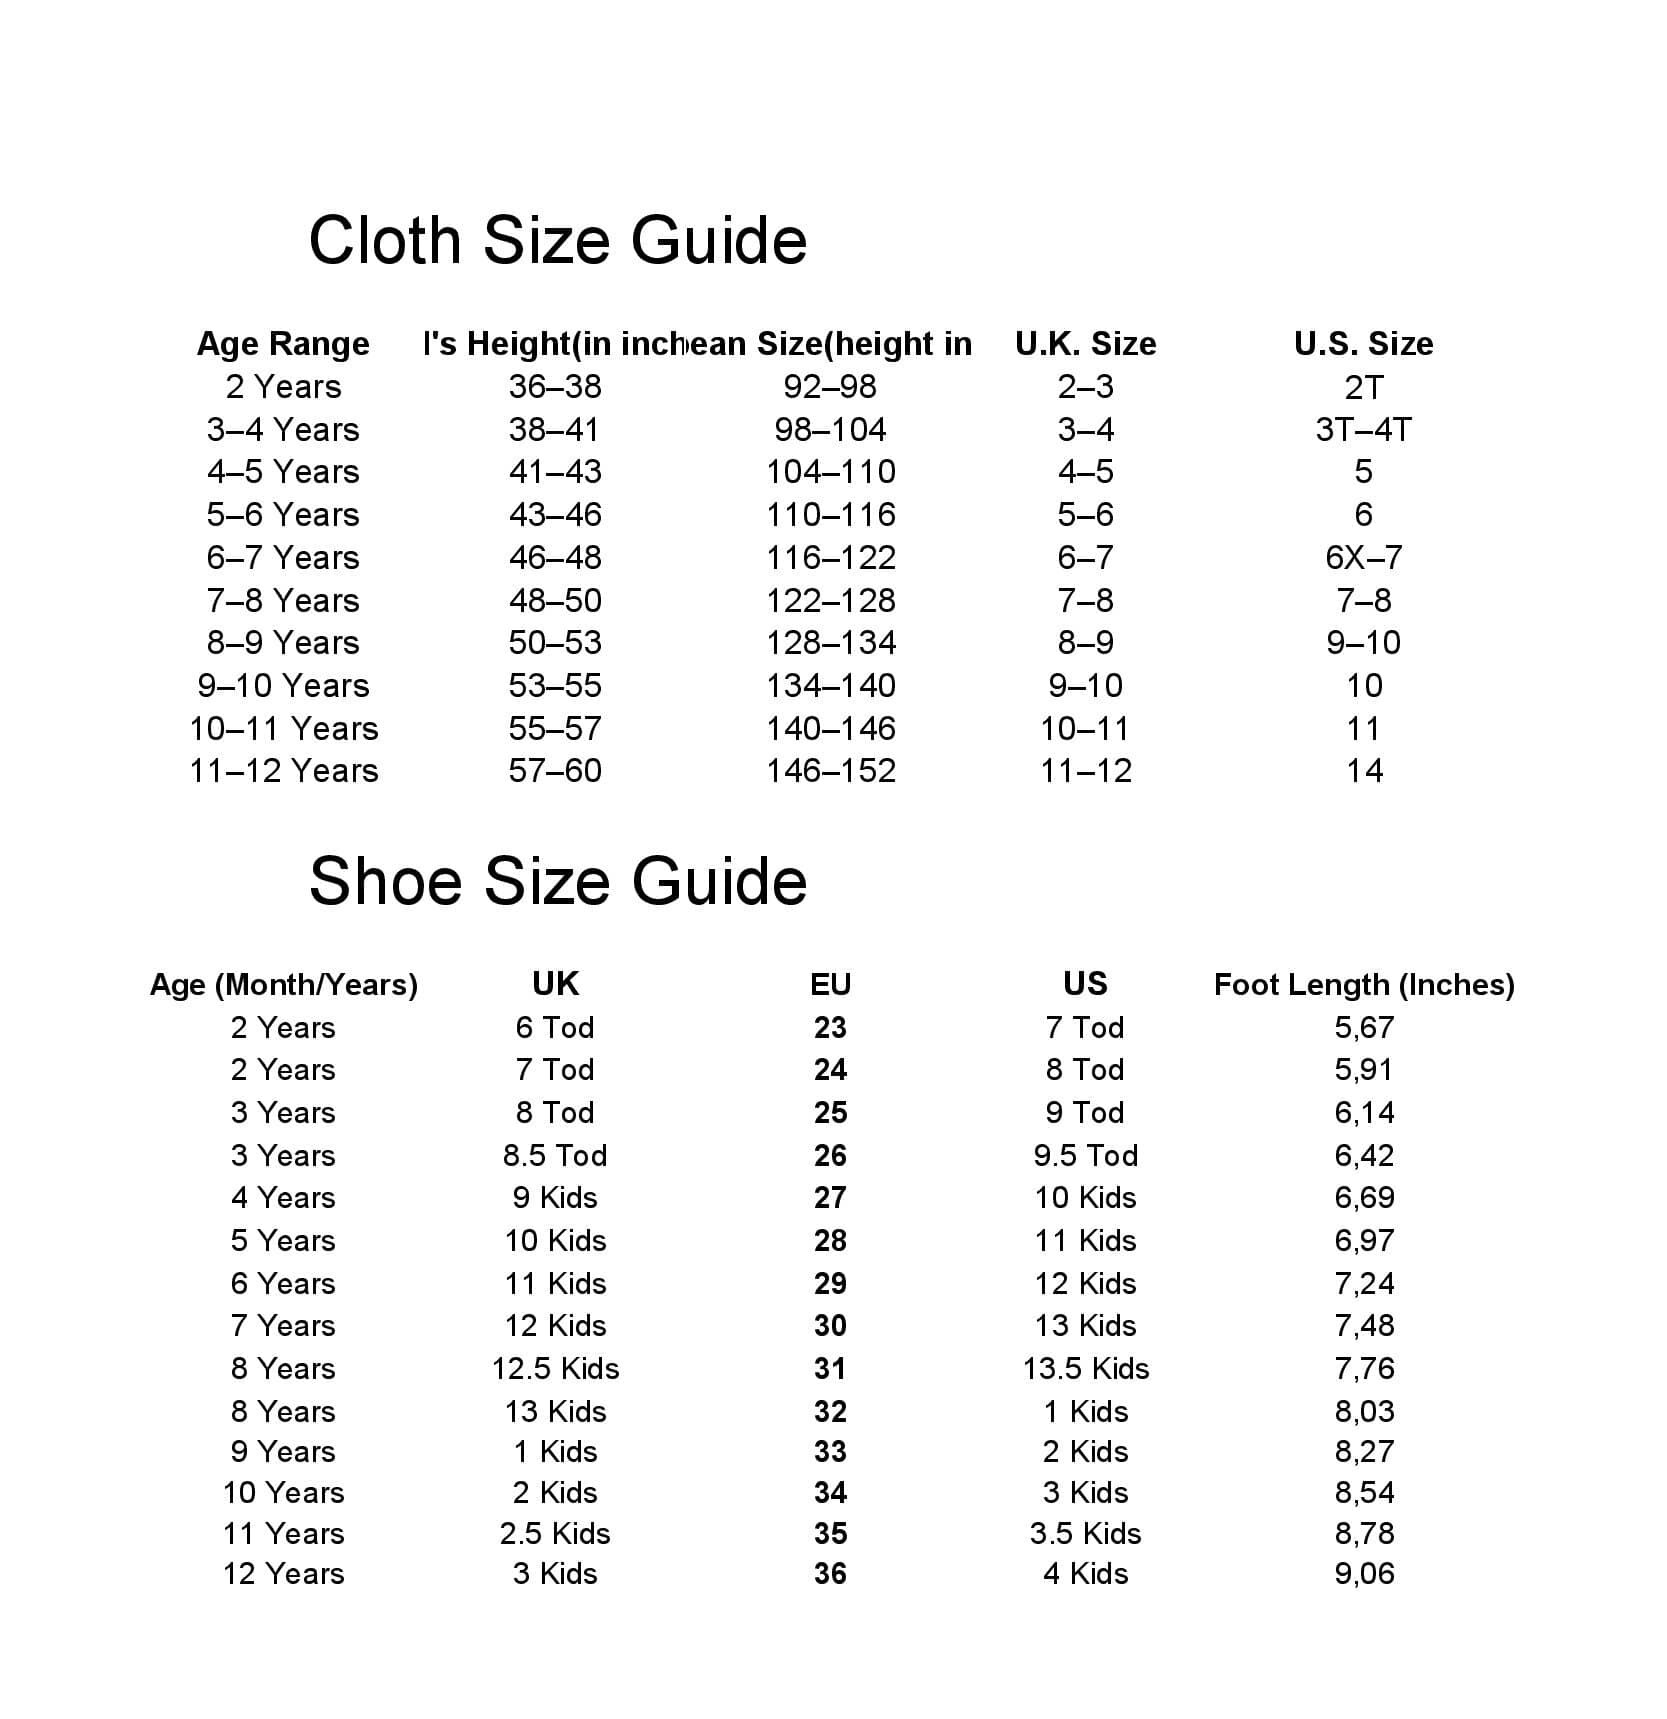 Cloth Size Guide
Age Range l's Height(in inch ean Size(height in U.K. Size U.S. Size
2 Years 36–38 92–98 2–3 2T
3–4 Years 38–41 98–104 3–4 3T–4T
4–5 Years 41–43 104–110 4–5 5
5–6 Years 43–46 110–116 5–6 6
6–7 Years 46–48 116–122 6–7 6X–7
7–8 Years 48–50 122–128 7–8 7–8
8–9 Years 50–53 128–134 8–9 9–10
9–10 Years 53–55 134–140 9–10 10
10–11 Years 55–57 140–146 10–11 11
11–12 Years 57–60 146–152 11–12 14
Shoe Size Guide
Age (Month/Years) UK EU US Foot Length (Inches)
2 Years 6 Tod 23 7 Tod 5,67
2 Years 7 Tod 24 8 Tod 5,91
3 Years 8 Tod 25 9 Tod 6,14
3 Years 8.5 Tod 26 9.5 Tod 6,42
4 Years 9 Kids 27 10 Kids 6,69
5 Years 10 Kids 28 11 Kids 6,97
6 Years 11 Kids 29 12 Kids 7,24
7 Years 12 Kids 30 13 Kids 7,48
8 Years 12.5 Kids 31 13.5 Kids 7,76
8 Years 13 Kids 32 1 Kids 8,03
9 Years 1 Kids 33 2 Kids 8,27
10 Years 2 Kids 34 3 Kids 8,54
11 Years 2.5 Kids 35 3.5 Kids 8,78
12 Years 3 Kids 36 4 Kids 9,06